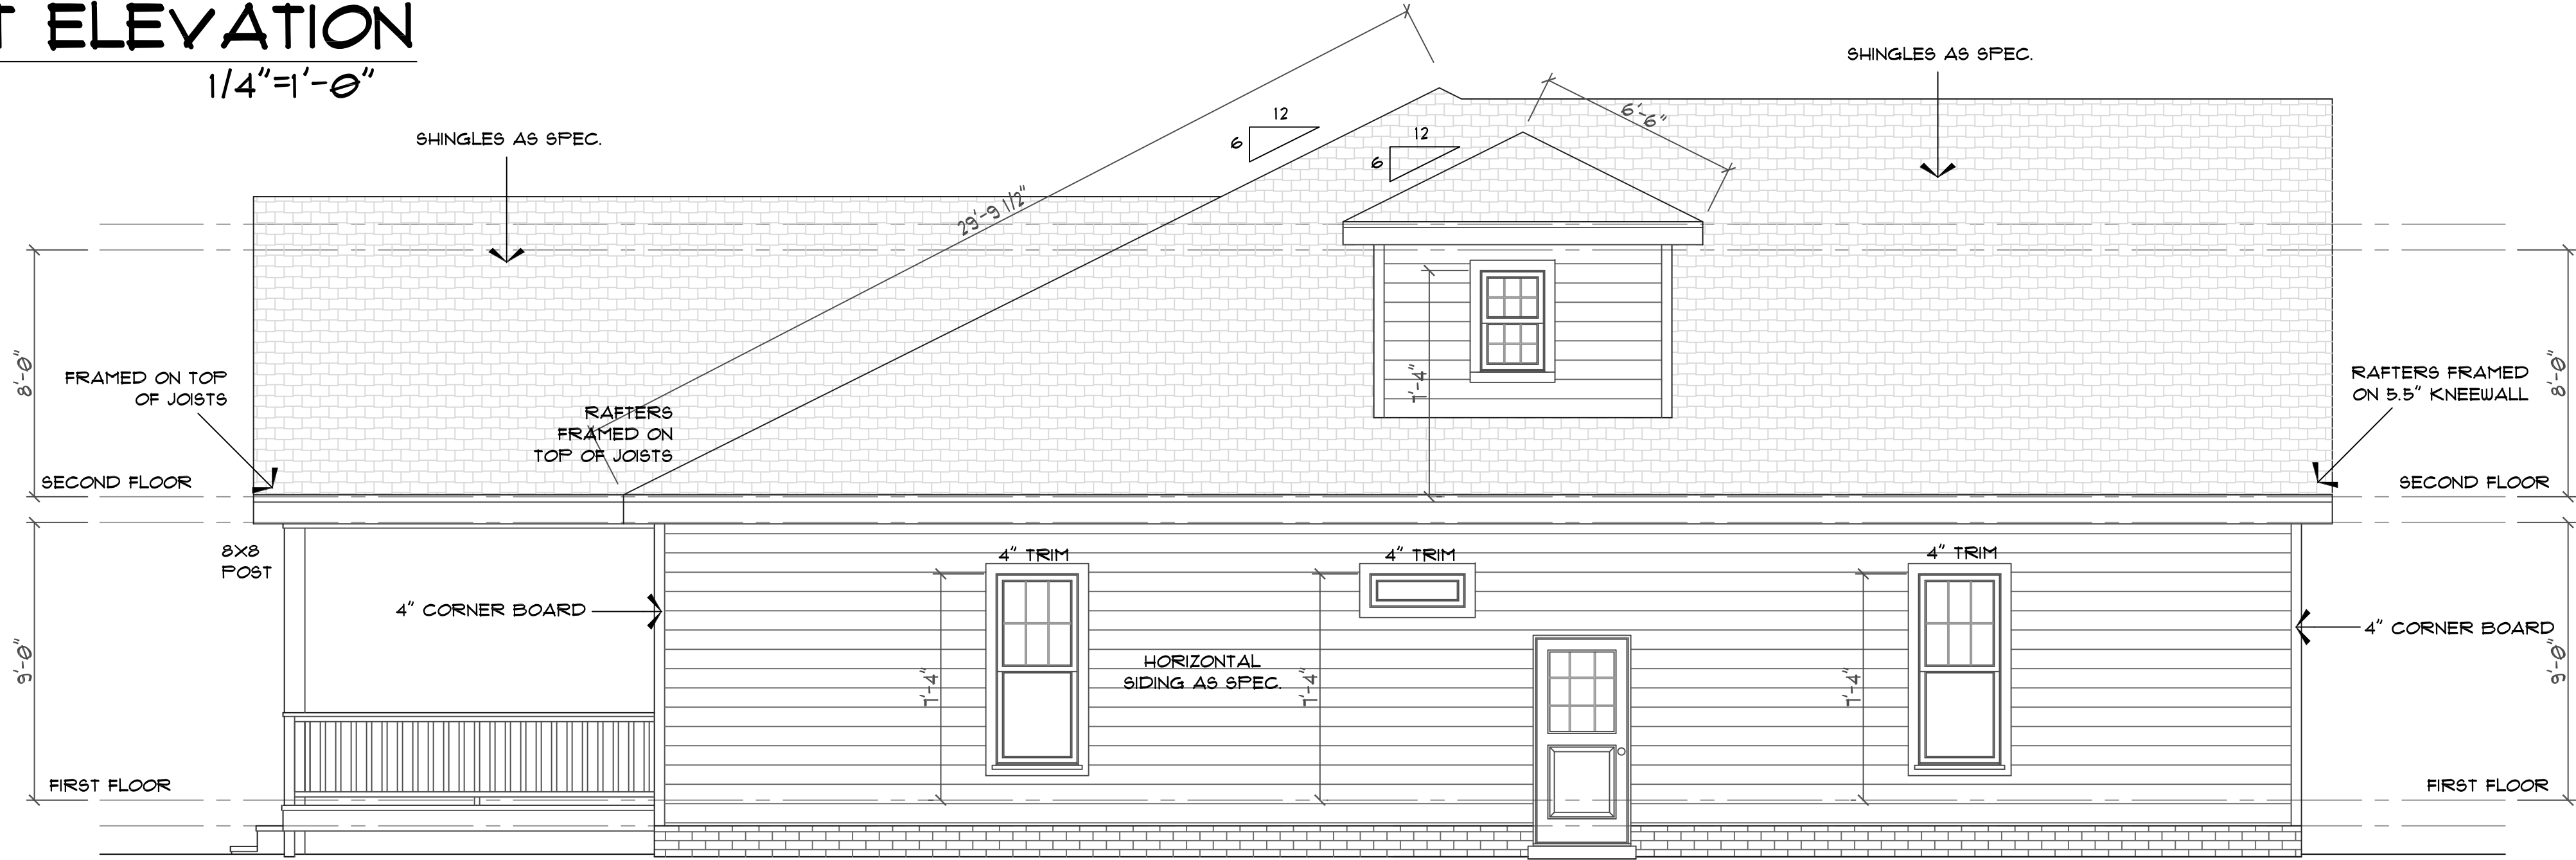 T ELEVATION
1/4"=1'-0"
SHINGLES AS SPEC.
SHINGLES AS SPEC.
12
6
12
6
6'-6"
29'-9 1/2"
8'-0"
8'-0"
FRAMED ON TOP
OF JOISTS
RAFTERS
FRAMED ON
TOP OF JOISTS
7'-4"
RAFTERS FRAMED
ON 5.5" KNEEWALL
SECOND FLOOR
SECOND FLOOR
8X8
POST
4" TRIM
4" TRIM
4" TRIM
4" CORNER BOARD
4" CORNER BOARD
HORIZONTAL
SIDING AS SPEC.
9'-0"
7'-4"
7'-4"
7'-4"
9'-0"
FIRST FLOOR
FIRST FLOOR